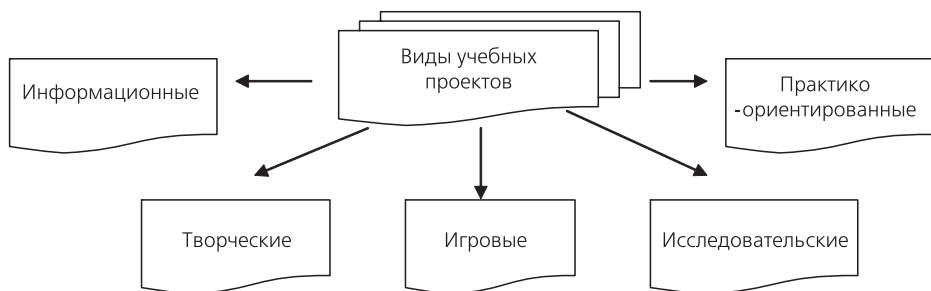 Виды учебных
проектов
Информационные
Практико
-ориентированные
Творческие
Игровые
Исследовательские